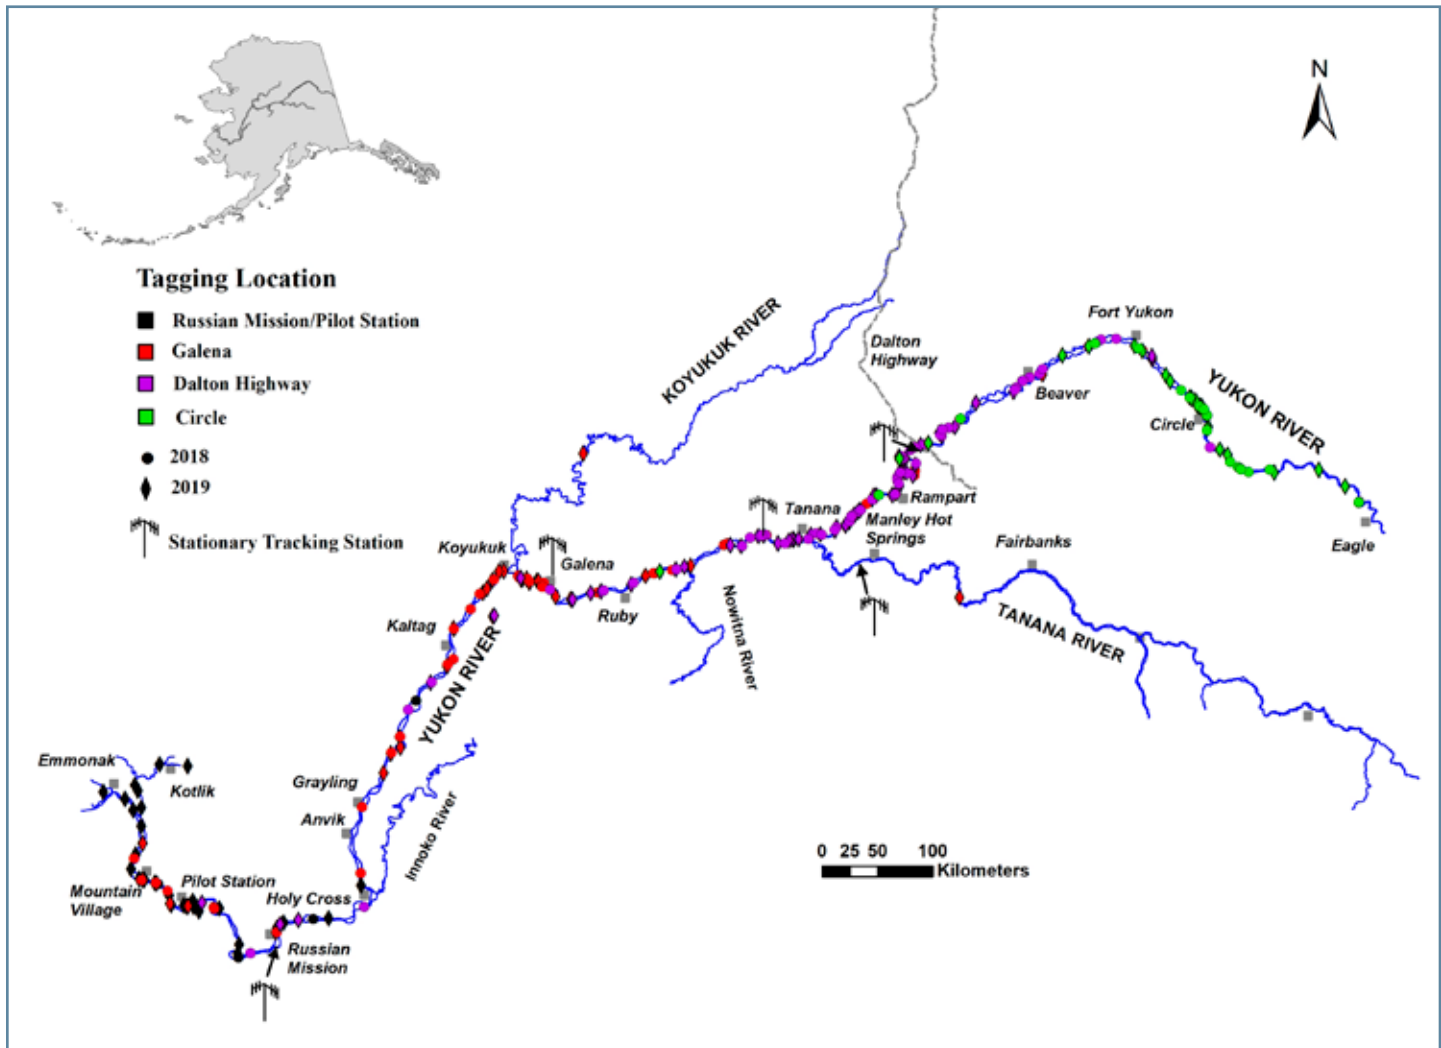 N
Tagging Location
Russian Mission/Pilot Station
Galena
Dalton Highway
Circle
2018
2019
Stationary Tracking Station
KOYUKUK RIVER
Dalton
Highway
Fort Yukon
Beaver
YUKON RIVER
Circle
Eagle
Rampart
Manley Hot
Springs
Tanana
Fairbanks
TANANA RIVER
Koyukuk
Galena
Ruby
Nowitna River
Kaltag
YUKON RIVER
Grayling
Anvik
Innoko River
Emmonak
Kotlik
Mountain
Village
Pilot Station
Holy Cross
Russian
Mission
0 25 50 100
Kilometers